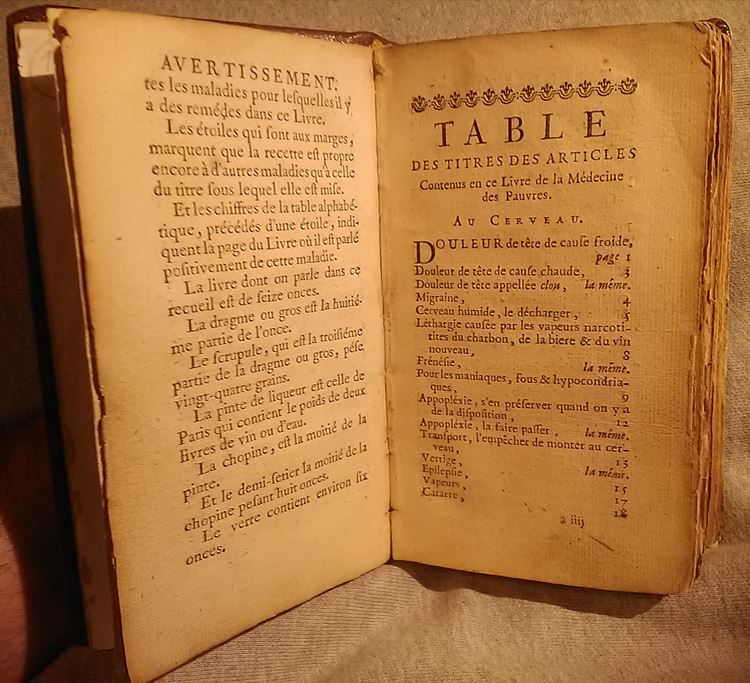 AVERTISSEMENT.
tes les maladies pour leſquelles il y
a des remédes dans ce Livre.
Les étoiles qui ſont aux marges,
marquent que la recette eſt propre
encore à d'autres maladies qu'à celle
du titre ſous lequel elle eſt miſe.
Et les chiffres de la table alphabé-
tique, précédés d'une étoile, indi-
quent la page du Livre où il eſt parlé
poſitivement de cette maladie.
La livre dont on parle dans ce
recueil eſt de ſeize onces.
La dragme ou gros eſt la huitié-
me partie de l'once.
Le ſcrupule, qui eſt la troiſiéme
partie de la dragme ou gros, péſe
vingt-quatre grains.
La pinte de liqueur eſt celle de
Paris qui contient le poids de deux
livres de vin ou d'eau.
La chopine, eſt la moitié de la
pinte.
Et le demi-ſetier la moitié de la
chopine peſant huit onces.
Le verre contient environ ſix
onces.
TABLE
DES TITRES DES ARTICLES
Contenus en ce Livre de la Médecine
des Pauvres.
AU CERVEAU.
DOULEUR de tête de cauſe froide,
page 1
Douleur de tête de cauſe chaude, 3
Douleur de tête appellée clou, la même.
Migraine, 4
Cerveau humide, le décharger, 5
Léthargie cauſée par les vapeurs narcoti-
tites du charbon, de la biere & du vin
nouveau, 8
Frénéſie, la même.
Pour les maniaques, fous & hypocondria-
ques, 9
Appopléxie, s'en préſerver quand on y a
de la diſpoſition, 12
Appopléxie, la faire paſſer, la même.
Tranſport, l'empêcher de monter au cer-
veau, 13
Vertige, la même.
Epilepſie, 15
Vapeurs, 17
Catarre, 18
a iiij